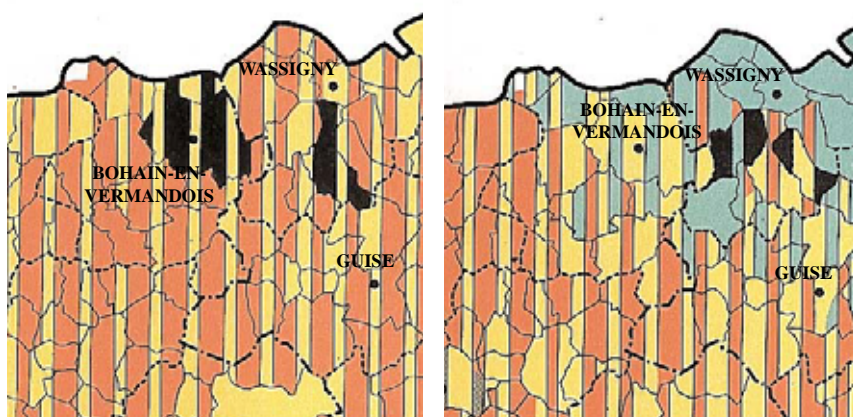 WASSIGNY
BOHAIN-EN-
VERMANDOIS
GUISE
WASSIGNY
BOHAIN-EN-
VERMANDOIS
GUISE